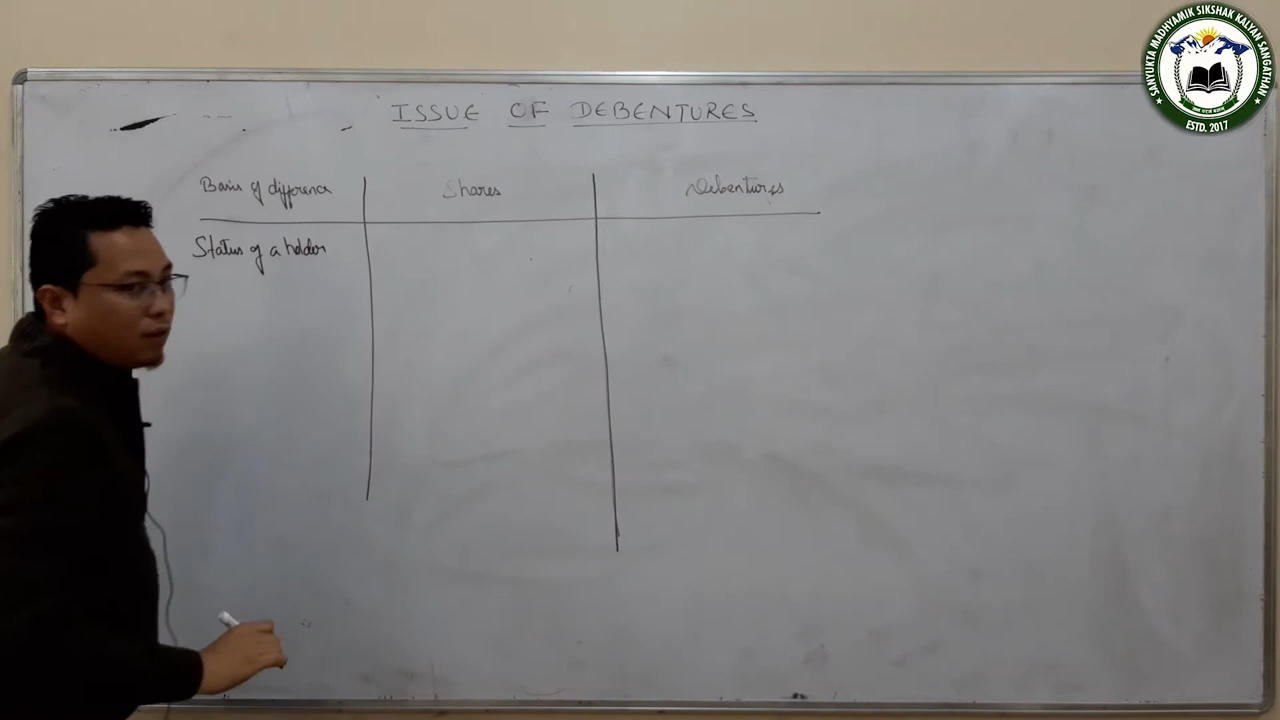 ISSUE OF DEBENTURES
Basis of difference Shares Debentures
Status of a holder
SANYUKTA MADHYAMIK SIKSHAK KALYAN SANGATHAN
ESTD. 2017